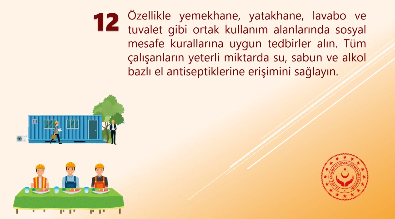 12 Özellikle yemekhane, yatakhane, lavabo ve
tuvalet gibi ortak kullanım alanlarında sosyal
mesafe kurallarına uygun tedbirler alın. Tüm
çalışanların yeterli miktarda su, sabun ve alkol
bazlı el antiseptiklerine erişimini sağlayın.